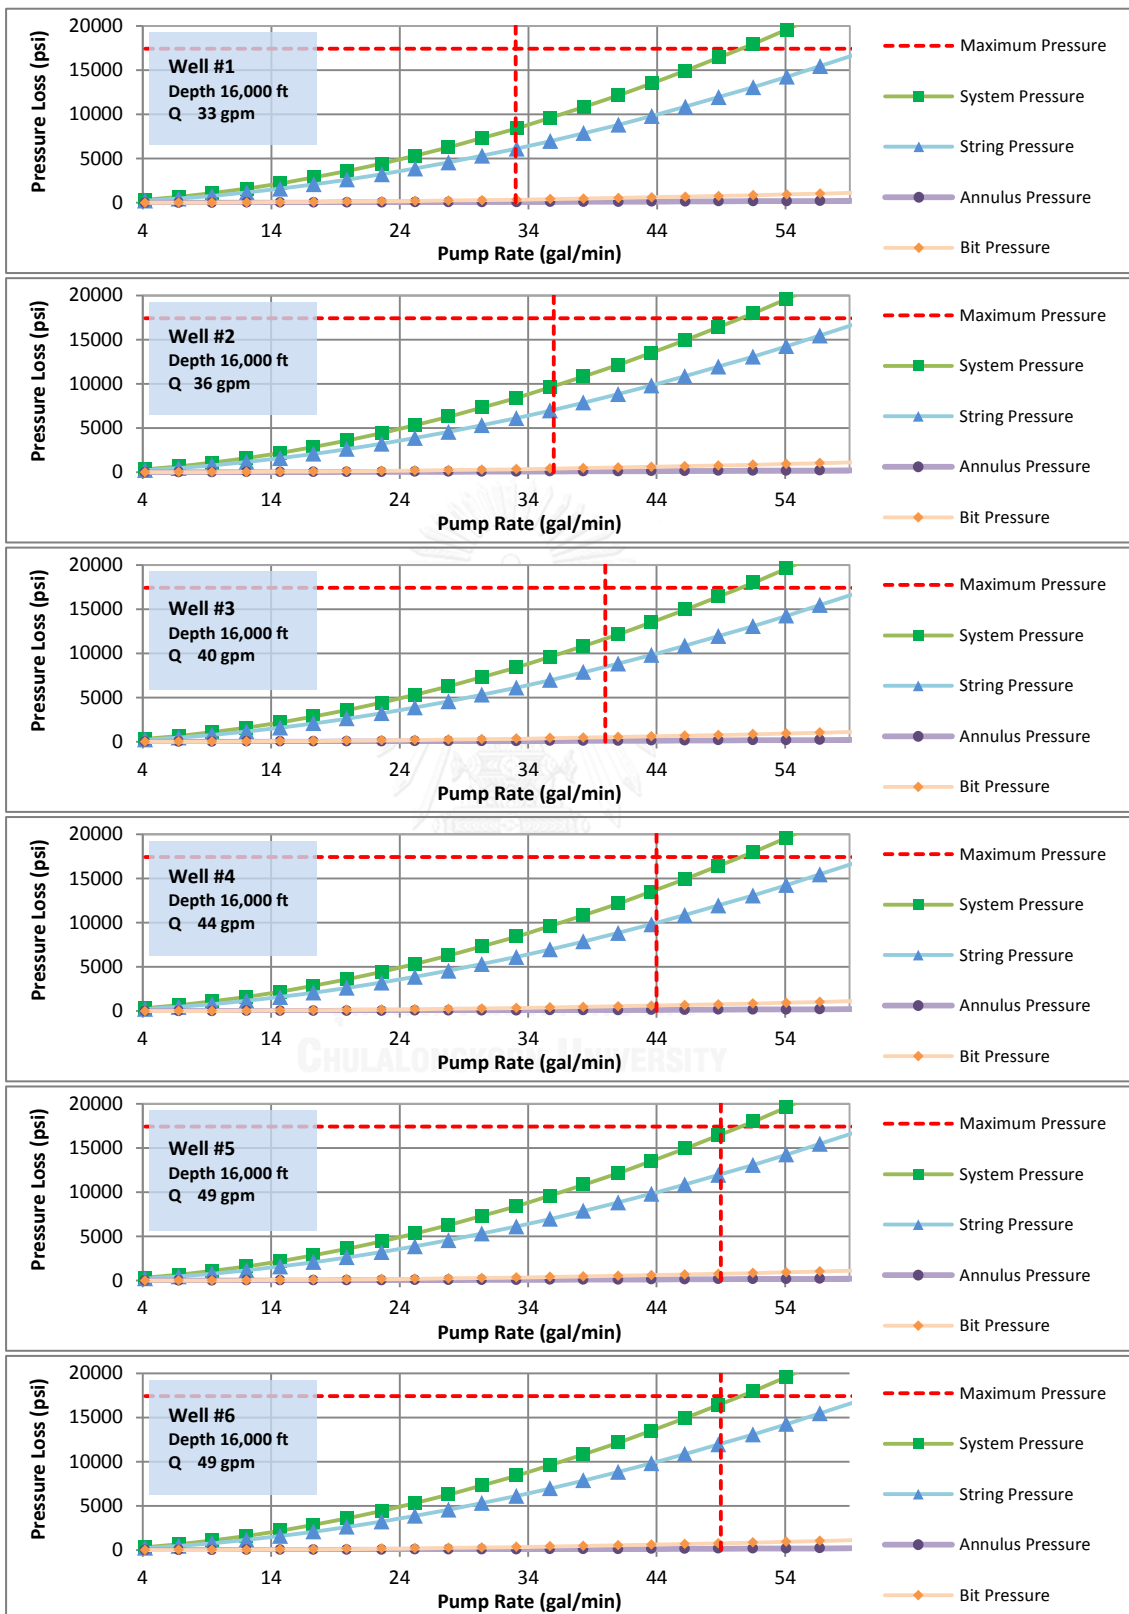 Pressure Loss (psi)
20000
15000
10000
5000
0
Well #1
Depth 16,000 ft
Q 33 gpm
4 14 24 34 44 54
Pump Rate (gal/min)
Maximum Pressure
System Pressure
String Pressure
Annulus Pressure
Bit Pressure
Pressure Loss (psi)
20000
15000
10000
5000
0
Well #2
Depth 16,000 ft
Q 36 gpm
4 14 24 34 44 54
Pump Rate (gal/min)
Maximum Pressure
System Pressure
String Pressure
Annulus Pressure
Bit Pressure
Pressure Loss (psi)
20000
15000
10000
5000
0
Well #3
Depth 16,000 ft
Q 40 gpm
4 14 24 34 44 54
Pump Rate (gal/min)
Maximum Pressure
System Pressure
String Pressure
Annulus Pressure
Bit Pressure
Pressure Loss (psi)
20000
15000
10000
5000
0
Well #4
Depth 16,000 ft
Q 44 gpm
4 14 24 34 44 54
Pump Rate (gal/min)
Maximum Pressure
System Pressure
String Pressure
Annulus Pressure
Bit Pressure
CHULALONGKORN UNIVERSITY
Pressure Loss (psi)
20000
15000
10000
5000
0
Well #5
Depth 16,000 ft
Q 49 gpm
4 14 24 34 44 54
Pump Rate (gal/min)
Maximum Pressure
System Pressure
String Pressure
Annulus Pressure
Bit Pressure
Pressure Loss (psi)
20000
15000
10000
5000
0
Well #6
Depth 16,000 ft
Q 49 gpm
4 14 24 34 44 54
Pump Rate (gal/min)
Maximum Pressure
System Pressure
String Pressure
Annulus Pressure
Bit Pressure